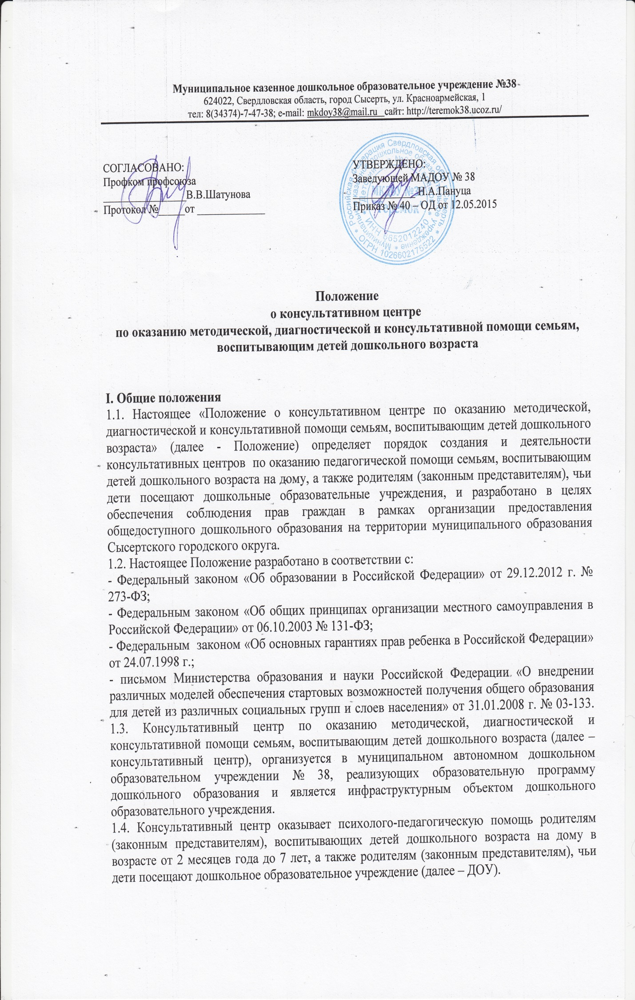 Муниципальное казенное дошкольное образовательное учреждение №38
624022, Свердловская область, город Сысерть, ул. Красноармейская, 1
тел: 8(34374)-7-47-38; e-mail: mkdoy38@mail.ru сайт: http://teremok38.ucoz.ru/
СОГЛАСОВАНО:
Профком профсоюза
______________В.В.Шатунова
Протокол №_____от ____________
УТВЕРЖДЕНО:
Заведующей МАДОУ № 38
___________Н.А.Пануца
Приказ № 40 – ОД от 12.05.2015
* Российская Федерация Свердловская обл. г. Сысерть *
ОГРН 1026602175522
* Муниципальное казенное дошкольное образовательное учреждение
* ИНН 6652012240 *
МКДОУ №38
"Теремок"
Положение
о консультативном центре
по оказанию методической, диагностической и консультативной помощи семьям,
воспитывающим детей дошкольного возраста
I. Общие положения
1.1. Настоящее «Положение о консультативном центре по оказанию методической,
диагностической и консультативной помощи семьям, воспитывающим детей дошкольного
возраста» (далее - Положение) определяет порядок создания и деятельности
консультативных центров по оказанию педагогической помощи семьям, воспитывающим
детей дошкольного возраста на дому, а также родителям (законным представителям), чьи
дети посещают дошкольные образовательные учреждения, и разработано в целях
обеспечения соблюдения прав граждан в рамках организации предоставления
общедоступного дошкольного образования на территории муниципального образования
Сысертского городского округа.
1.2. Настоящее Положение разработано в соответствии с:
- Федеральный законом «Об образовании в Российской Федерации» от 29.12.2012 г. №
273-ФЗ;
- Федеральным законом «Об общих принципах организации местного самоуправления в
Российской Федерации» от 06.10.2003 № 131-ФЗ;
- Федеральным законом «Об основных гарантиях прав ребенка в Российской Федерации»
от 24.07.1998 г.;
- письмом Министерства образования и науки Российской Федерации «О внедрении
различных моделей обеспечения стартовых возможностей получения общего образования
для детей из различных социальных групп и слоев населения» от 31.01.2008 г. № 03-133.
1.3. Консультативный центр по оказанию методической, диагностической и
консультативной помощи семьям, воспитывающим детей дошкольного возраста (далее –
консультативный центр), организуется в муниципальном автономном дошкольном
образовательном учреждении № 38, реализующих образовательную программу
дошкольного образования и является инфраструктурным объектом дошкольного
образовательного учреждения.
1.4. Консультативный центр оказывает психолого-педагогическую помощь родителям
(законным представителям), воспитывающих детей дошкольного возраста на дому в
возрасте от 2 месяцев года до 7 лет, а также родителям (законным представителям), чьи
дети посещают дошкольное образовательное учреждение (далее – ДОУ).